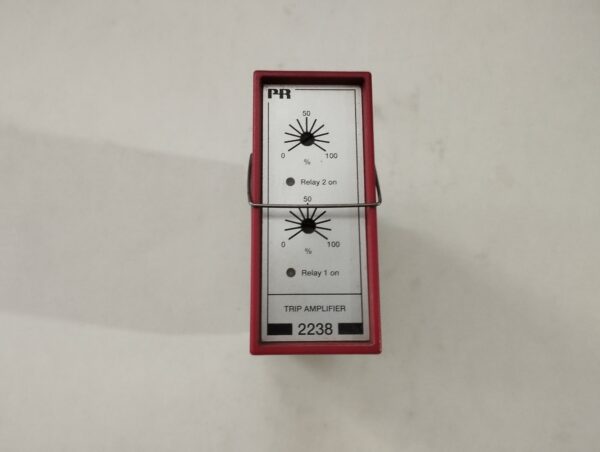 PR
50
0 100
%
Relay 2 on
50
0 100
%
Relay 1 on
TRIP AMPLIFIER
2238